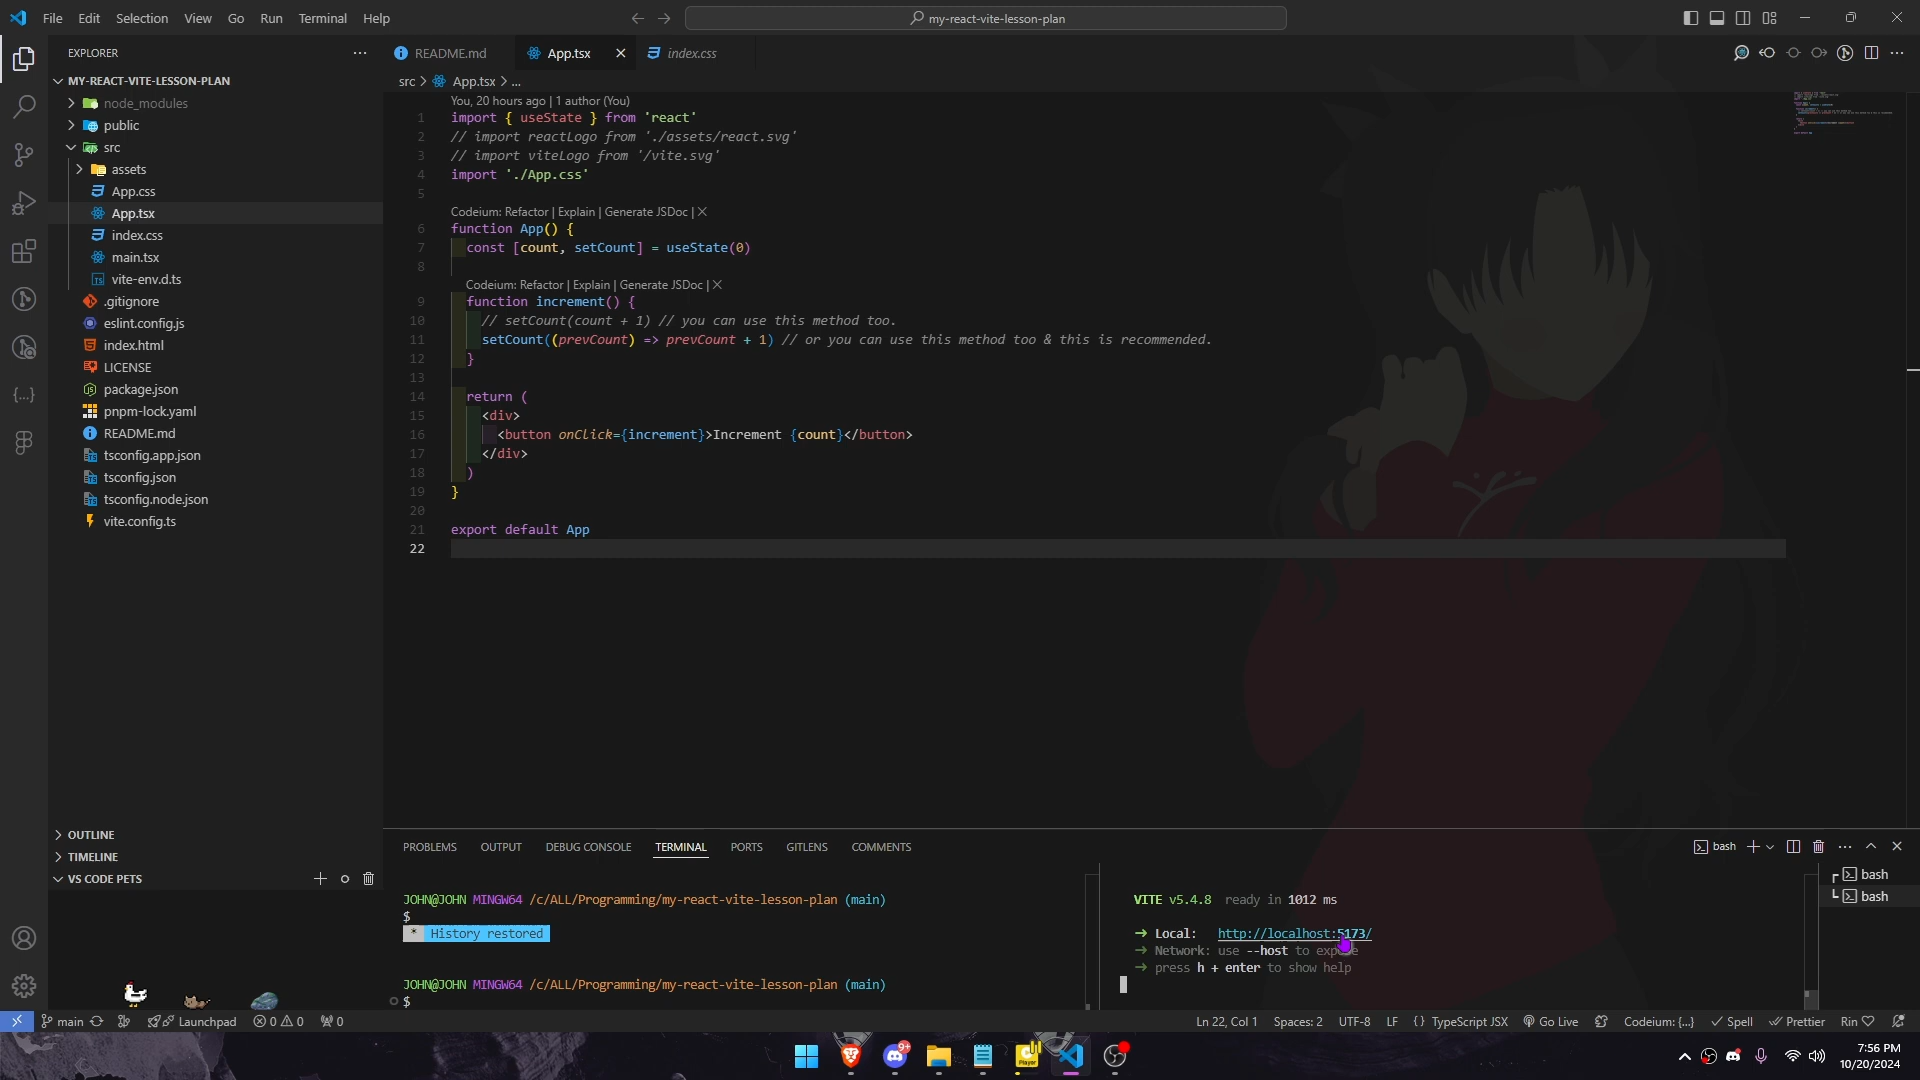 File Edit Selection View Go Run Terminal Help
my-react-vite-lesson-plan
EXPLORER
MY-REACT-VITE-LESSON-PLAN
node_modules
public
src
assets
App.css
App.tsx
index.css
main.tsx
vite-env.d.ts
.gitignore
eslint.config.js
index.html
LICENSE
package.json
pnpm-lock.yaml
README.md
tsconfig.app.json
tsconfig.json
tsconfig.node.json
vite.config.ts
OUTLINE
TIMELINE
VS CODE PETS
README.md App.tsx index.css
src > App.tsx > ...
You, 20 hours ago | 1 author (You)
1 import { useState } from 'react'
2 // import reactLogo from './assets/react.svg'
3 // import viteLogo from '/vite.svg'
4 import './App.css'
5
Codeium: Refactor | Explain | Generate JSDoc | X
6 function App() {
7 const [count, setCount] = useState(0)
8
Codeium: Refactor | Explain | Generate JSDoc | X
9 function increment() {
10 // setCount(count + 1) // you can use this method too.
11 setCount((prevCount) => prevCount + 1) // or you can use this method too & this is recommended.
12 }
13
14 return (
15 <div>
16 <button onClick={increment}>Increment {count}</button>
17 </div>
18 )
19 }
20
21 export default App
22
PROBLEMS OUTPUT DEBUG CONSOLE TERMINAL PORTS GITLENS COMMENTS
bash
JOHN@JOHN MINGW64 /c/ALL/Programming/my-react-vite-lesson-plan (main)
$
* History restored
JOHN@JOHN MINGW64 /c/ALL/Programming/my-react-vite-lesson-plan (main)
$
VITE v5.4.8 ready in 1012 ms
➜ Local: http://localhost:5173/
➜ Network: use --host to expose
➜ press h + enter to show help
bash
bash
main Launchpad 0 0 0 Ln 22, Col 1 Spaces: 2 UTF-8 LF {} TypeScript JSX Go Live Codeium: {...} Spell Prettier Rin
9+
Player
7:56 PM
10/20/2024